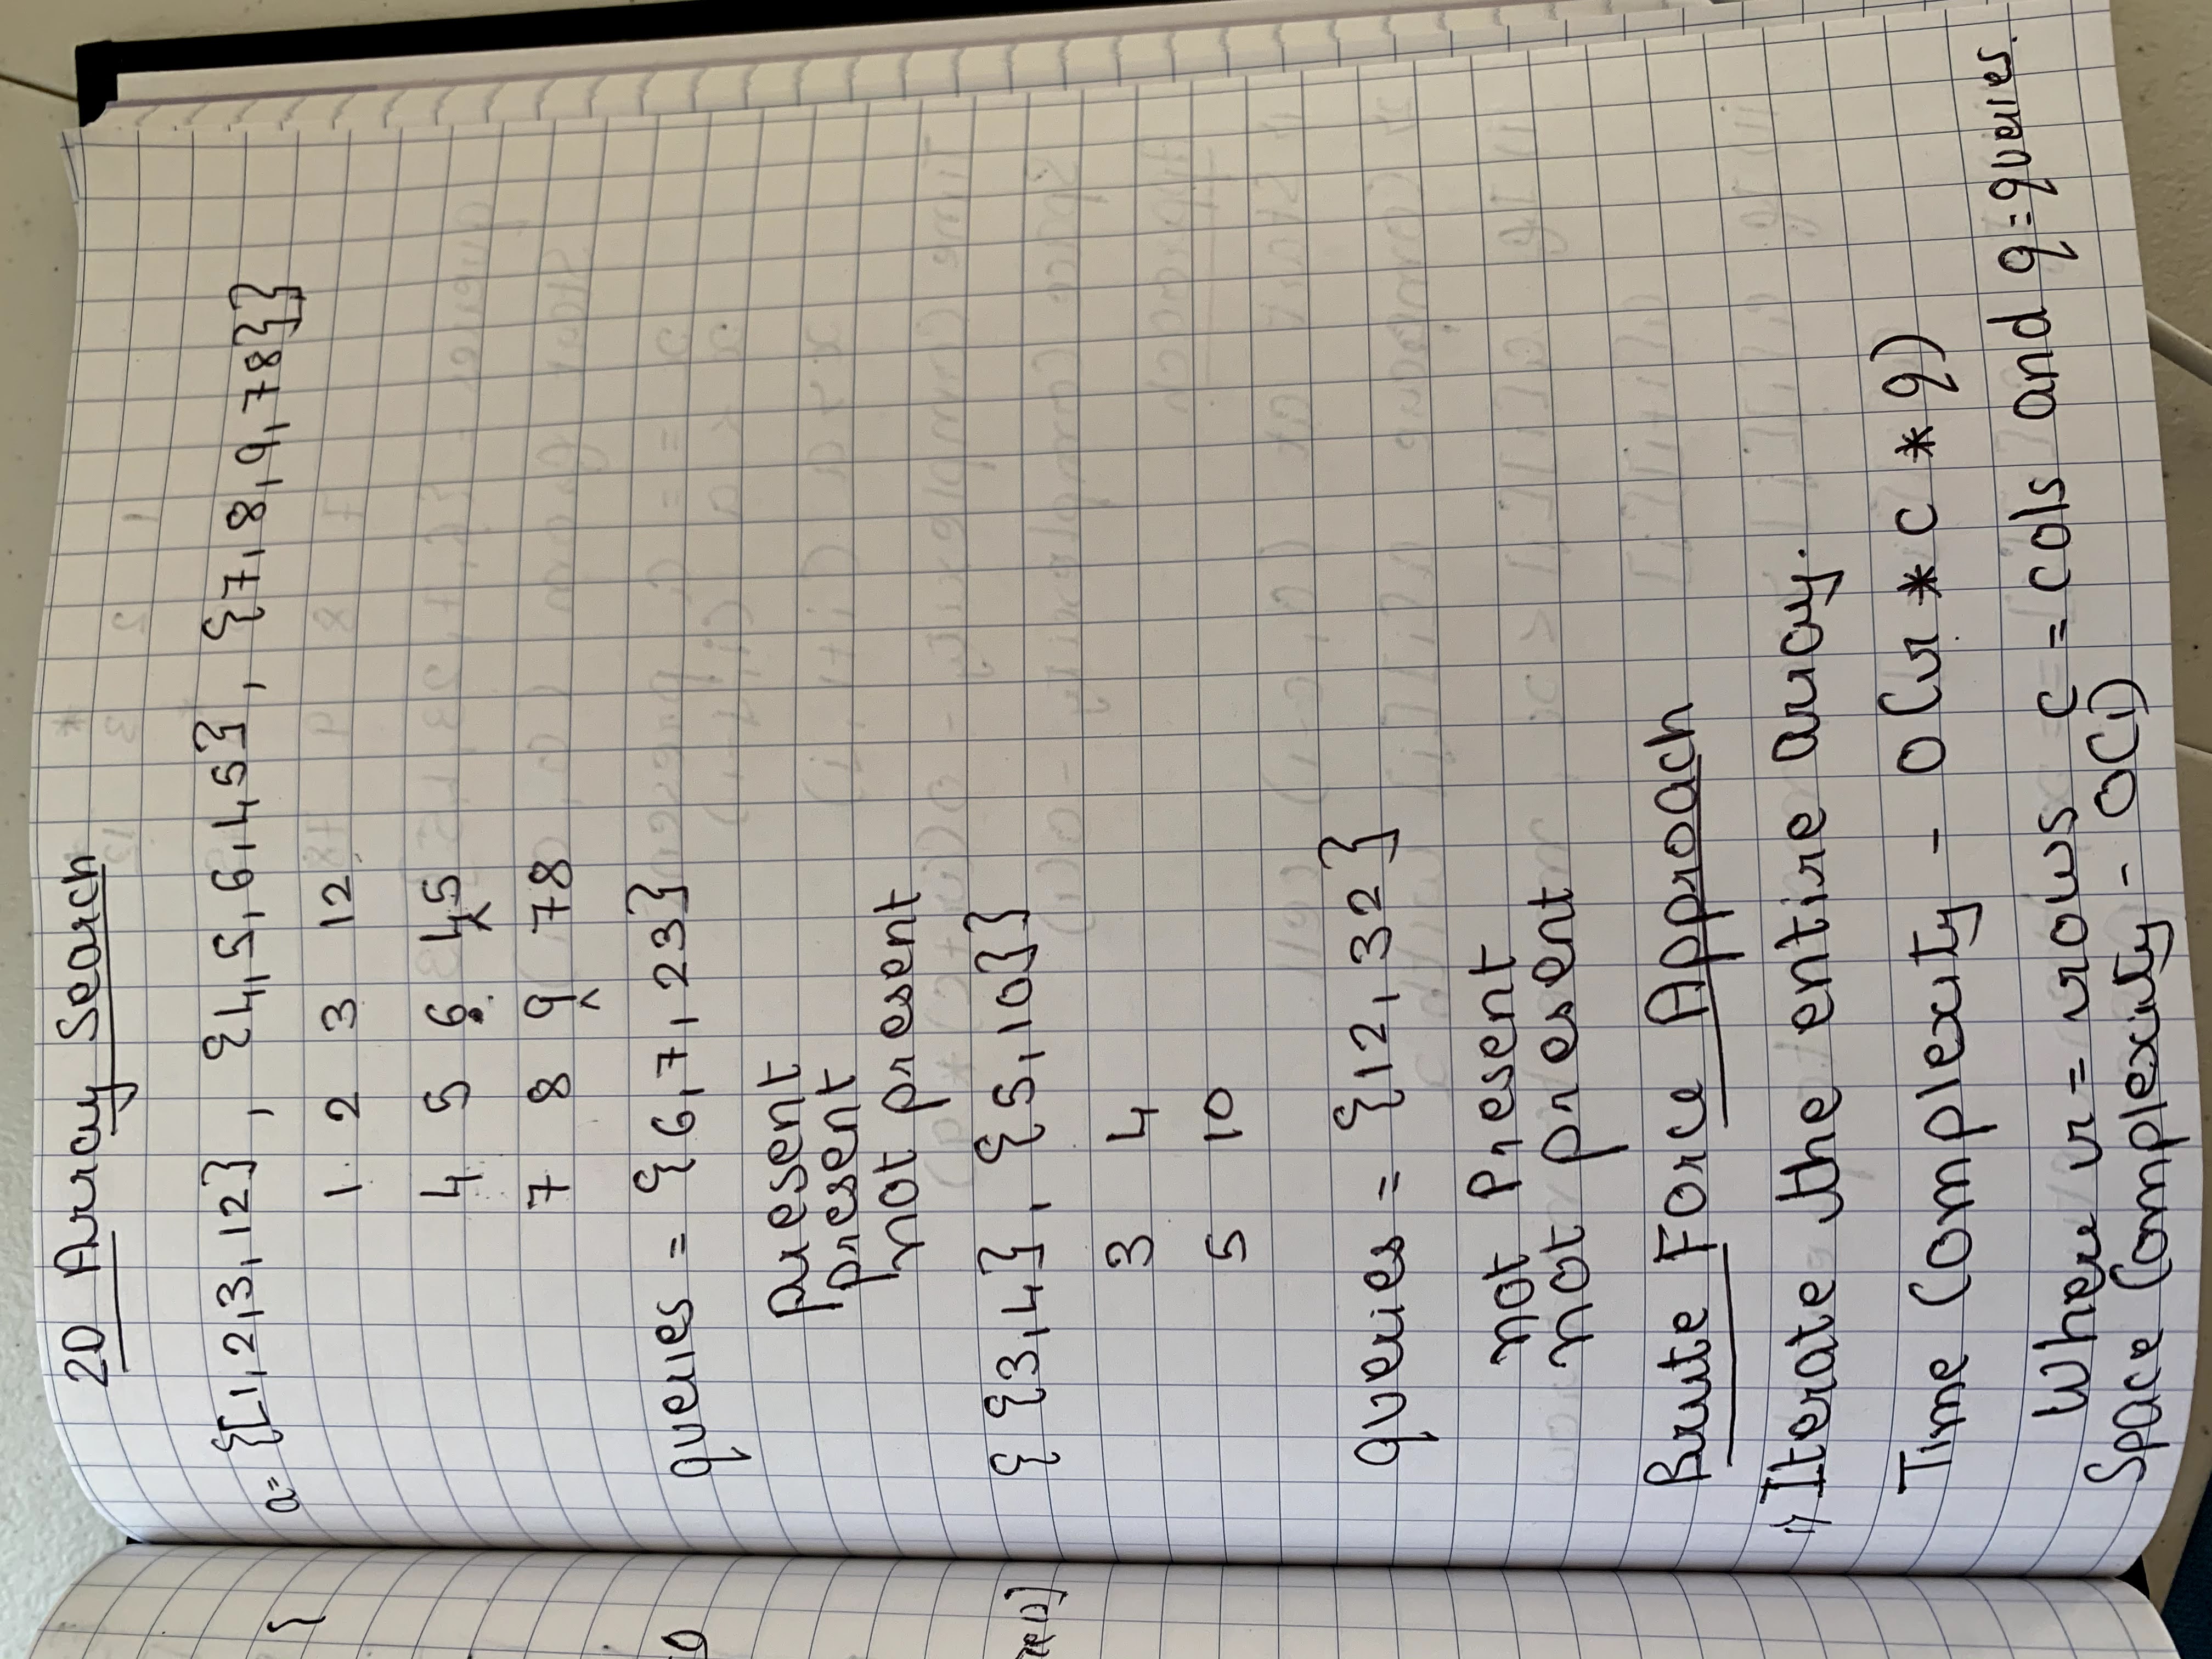 2D Array Search
a= {[1,2,3, 12} , {4,5,6,45} , {7,8,9,78}}
1 2 3 12
4 5 6 45
7 8 9 78
^
queries = {6,7,23}
present
present
not present
{ {3,4} , {5,10}}
3 4
5 10
queries = {12, 32}
not Present
not present
Brute Force Approach
1) Iterate the entire array.
Time Complexity - O(r * c * q)
Where r = rows c = cols and q = queries.
Space Complexity - O(1)